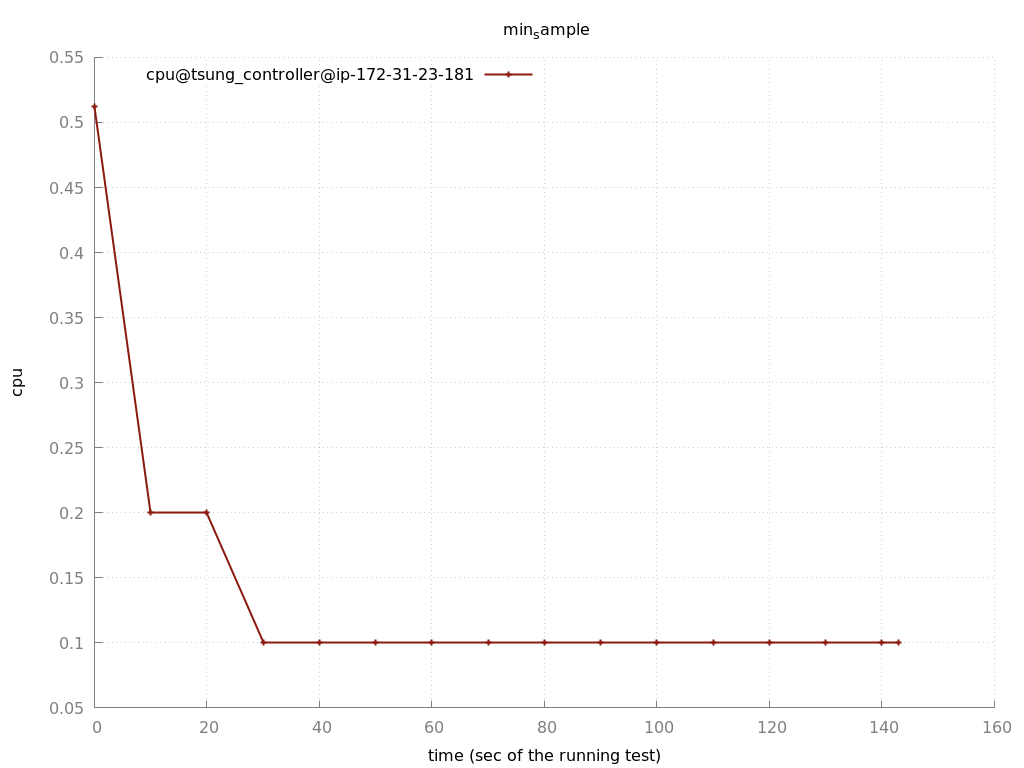 min_sample
cpu@tsung_controller@ip-172-31-23-181
0.55
0.5
0.45
0.4
0.35
0.3
0.25
0.2
0.15
0.1
0.05
cpu
0 20 40 60 80 100 120 140 160
time (sec of the running test)